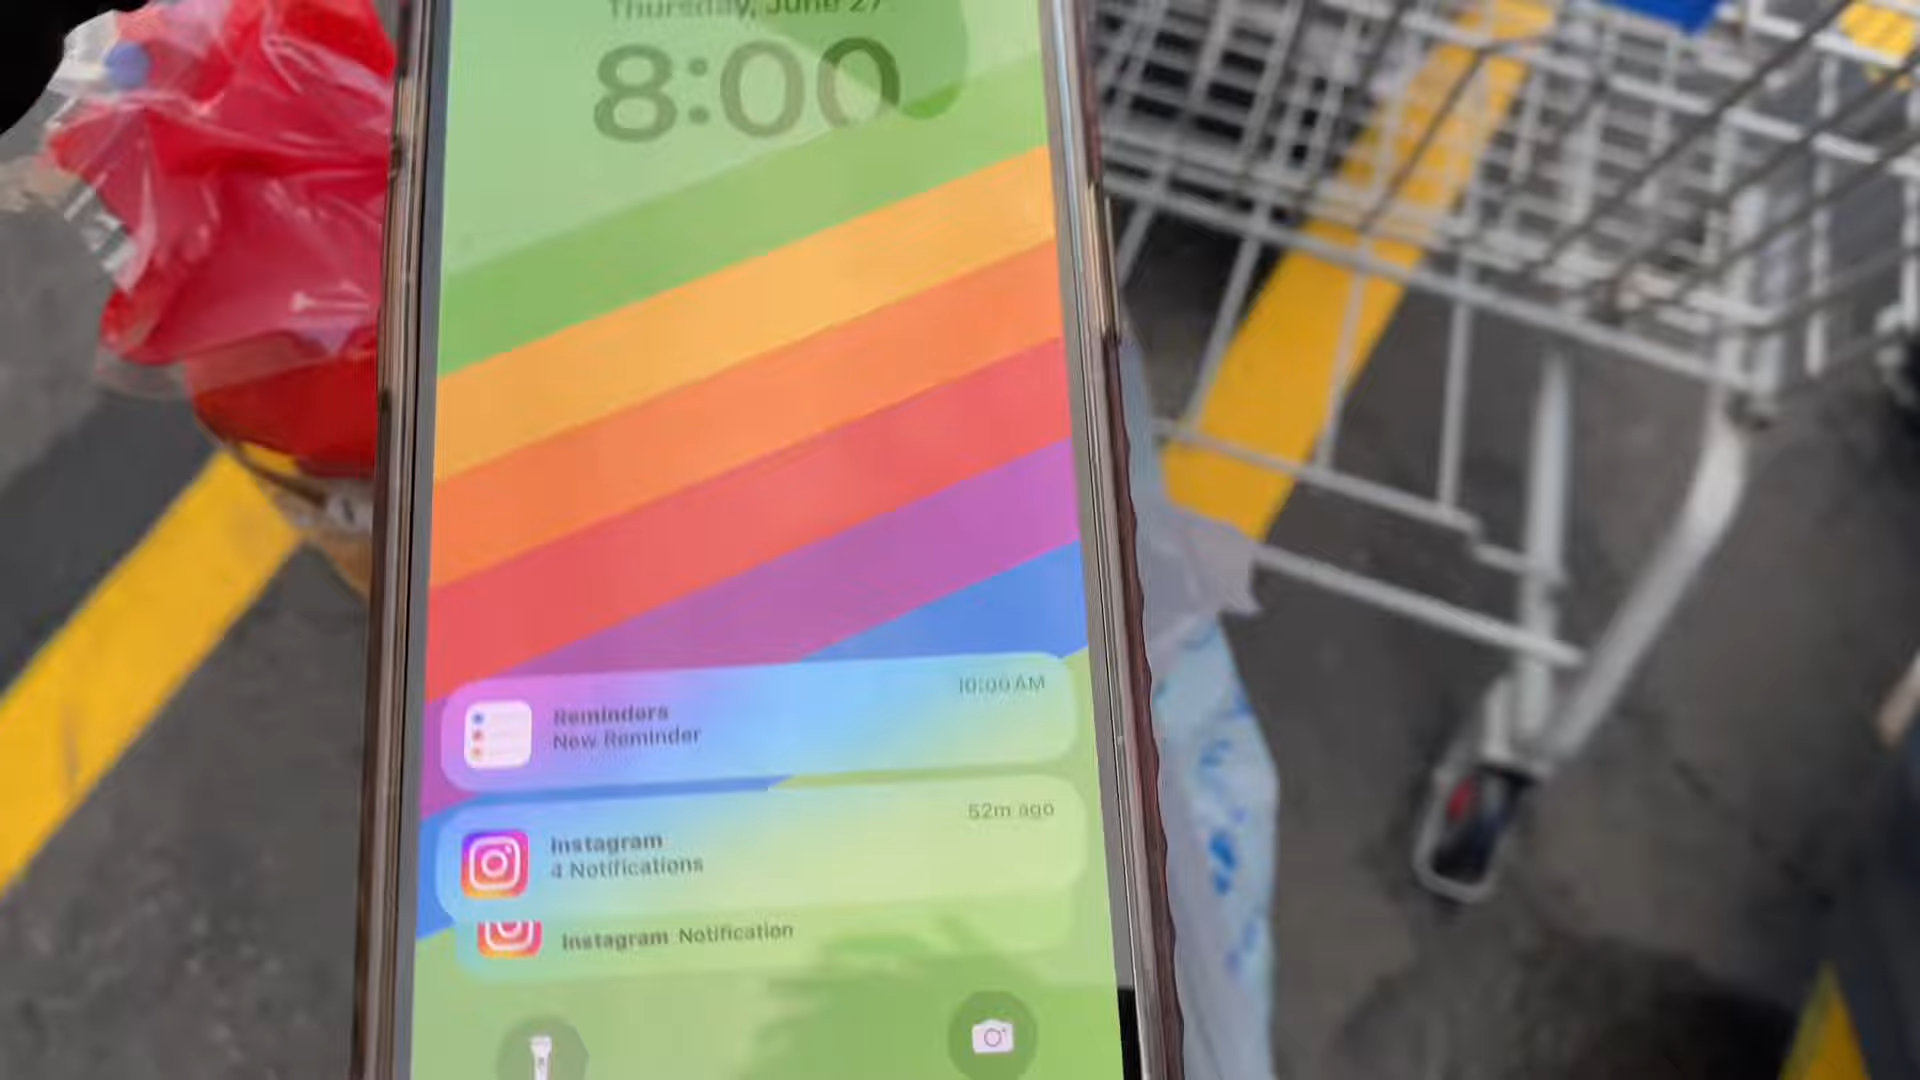 Thursday, June 27
8:00
10:00 AM
Reminders
New Reminder
52m ago
Instagram
4 Notifications
Instagram Notification